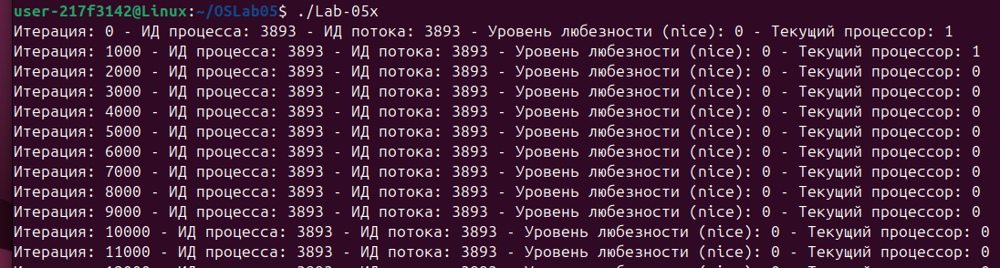 user-217f3142@Linux:~/OSLab05$ ./Lab-05x
Итерация: 0 - ИД процесса: 3893 - ИД потока: 3893 - Уровень любезности (nice): 0 - Текущий процессор: 1
Итерация: 1000 - ИД процесса: 3893 - ИД потока: 3893 - Уровень любезности (nice): 0 - Текущий процессор: 1
Итерация: 2000 - ИД процесса: 3893 - ИД потока: 3893 - Уровень любезности (nice): 0 - Текущий процессор: 0
Итерация: 3000 - ИД процесса: 3893 - ИД потока: 3893 - Уровень любезности (nice): 0 - Текущий процессор: 0
Итерация: 4000 - ИД процесса: 3893 - ИД потока: 3893 - Уровень любезности (nice): 0 - Текущий процессор: 0
Итерация: 5000 - ИД процесса: 3893 - ИД потока: 3893 - Уровень любезности (nice): 0 - Текущий процессор: 0
Итерация: 6000 - ИД процесса: 3893 - ИД потока: 3893 - Уровень любезности (nice): 0 - Текущий процессор: 0
Итерация: 7000 - ИД процесса: 3893 - ИД потока: 3893 - Уровень любезности (nice): 0 - Текущий процессор: 0
Итерация: 8000 - ИД процесса: 3893 - ИД потока: 3893 - Уровень любезности (nice): 0 - Текущий процессор: 0
Итерация: 9000 - ИД процесса: 3893 - ИД потока: 3893 - Уровень любезности (nice): 0 - Текущий процессор: 0
Итерация: 10000 - ИД процесса: 3893 - ИД потока: 3893 - Уровень любезности (nice): 0 - Текущий процессор: 0
Итерация: 11000 - ИД процесса: 3893 - ИД потока: 3893 - Уровень любезности (nice): 0 - Текущий процессор: 0